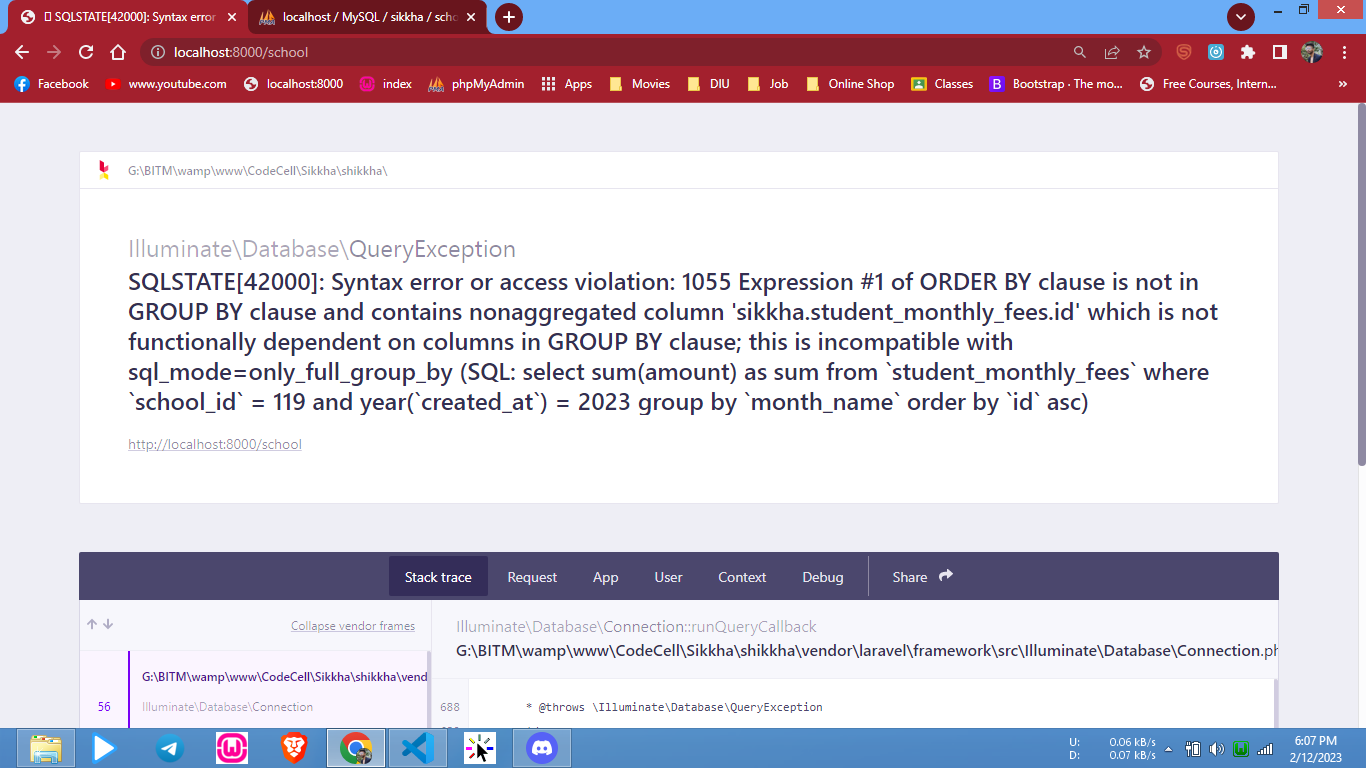 SQLSTATE[42000]: Syntax error
localhost / MySQL / sikkha / scho
localhost:8000/school
Facebook
www.youtube.com
localhost:8000
index
phpMyAdmin
Apps
Movies
DIU
Job
Online Shop
Classes
B
Bootstrap · The mo...
Free Courses, Intern...
»
G:\BITM\wamp\www\CodeCell\Sikkha\shikkha\
Illuminate\Database\QueryException
SQLSTATE[42000]: Syntax error or access violation: 1055 Expression #1 of ORDER BY clause is not in
GROUP BY clause and contains nonaggregated column 'sikkha.student_monthly_fees.id' which is not
functionally dependent on columns in GROUP BY clause; this is incompatible with
sql_mode=only_full_group_by (SQL: select sum(amount) as sum from `student_monthly_fees` where
`school_id` = 119 and year(`created_at`) = 2023 group by `month_name` order by `id` asc)
http://localhost:8000/school
Stack trace
Request
App
User
Context
Debug
Share
Collapse vendor frames
Illuminate\Database\Connection::runQueryCallback
G:\BITM\wamp\www\CodeCell\Sikkha\shikkha\vendor\laravel\framework\src\Illuminate\Database\Connection.ph
G:\BITM\wamp\www\CodeCell\Sikkha\shikkha\vend
56
Illuminate\Database\Connection
688 * @throws \Illuminate\Database\QueryException
U: 0.06 kB/s
D: 0.07 kB/s
6:07 PM
2/12/2023